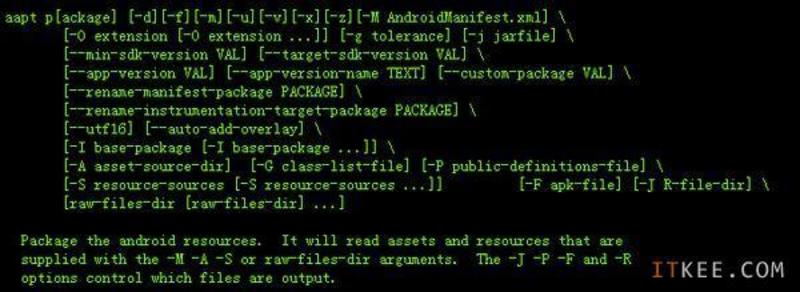 aapt p[ackage] [-d][-f][-m][-u][-v][-x][-z][-M AndroidManifest.xml] \
[-0 extension [-0 extension ...]] [-g tolerance] [-j jarfile] \
[--min-sdk-version VAL] [--target-sdk-version VAL] \
[--app-version VAL] [--app-version-name TEXT] [--custom-package VAL] \
[--rename-manifest-package PACKAGE] \
[--rename-instrumentation-target-package PACKAGE] \
[--utf16] [--auto-add-overlay] \
[-I base-package [-I base-package ...]] \
[-A asset-source-dir] [-G class-list-file] [-P public-definitions-file] \
[-S resource-sources [-S resource-sources ...]] [-F apk-file] [-J R-file-dir] \
[raw-files-dir [raw-files-dir] ...]
Package the android resources. It will read assets and resources that are
supplied with the -M -A -S or raw-files-dir arguments. The -J -P -F and -R
options control which files are output.
ITKEE.COM